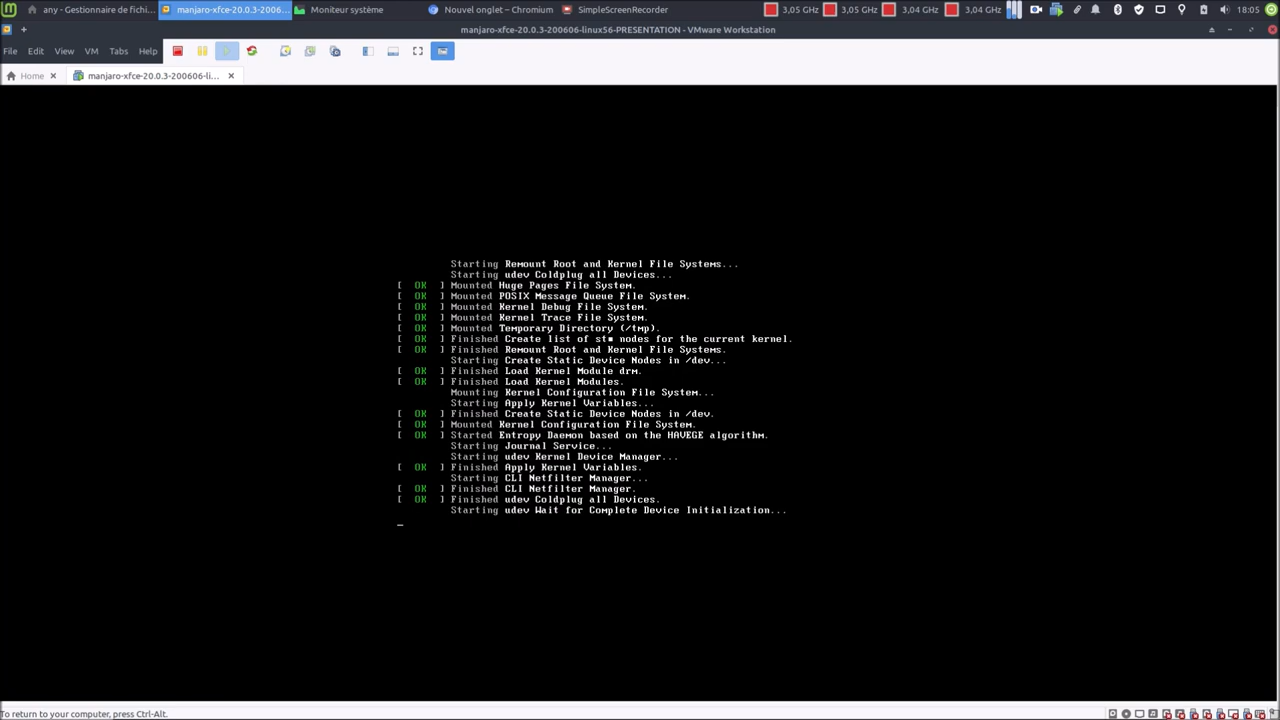 any - Gestionnaire de fichi...
manjaro-xfce-20.0.3-2006...
Moniteur système
Nouvel onglet – Chromium
SimpleScreenRecorder
3,05 GHz
3,05 GHz
3,04 GHz
3,04 GHz
18:05
manjaro-xfce-20.0.3-200606-linux56-PRESENTATION - VMware Workstation
File Edit View VM Tabs Help
Home
manjaro-xfce-20.0.3-200606-li...
Starting Remount Root and Kernel File Systems...
Starting udev Coldplug all Devices...
[ OK ] Mounted Huge Pages File System.
[ OK ] Mounted POSIX Message Queue File System.
[ OK ] Mounted Kernel Debug File System.
[ OK ] Mounted Kernel Trace File System.
[ OK ] Mounted Temporary Directory (/tmp).
[ OK ] Finished Create list of st■ nodes for the current kernel.
[ OK ] Finished Remount Root and Kernel File Systems.
Starting Create Static Device Nodes in /dev...
[ OK ] Finished Load Kernel Module drm.
[ OK ] Finished Load Kernel Modules.
Mounting Kernel Configuration File System...
Starting Apply Kernel Variables...
[ OK ] Finished Create Static Device Nodes in /dev.
[ OK ] Mounted Kernel Configuration File System.
[ OK ] Started Entropy Daemon based on the HAVEGE algorithm.
Starting Journal Service...
Starting udev Kernel Device Manager...
[ OK ] Finished Apply Kernel Variables.
Starting CLI Netfilter Manager...
[ OK ] Finished CLI Netfilter Manager.
[ OK ] Finished udev Coldplug all Devices.
Starting udev Wait for Complete Device Initialization...
_
To return to your computer, press Ctrl-Alt.